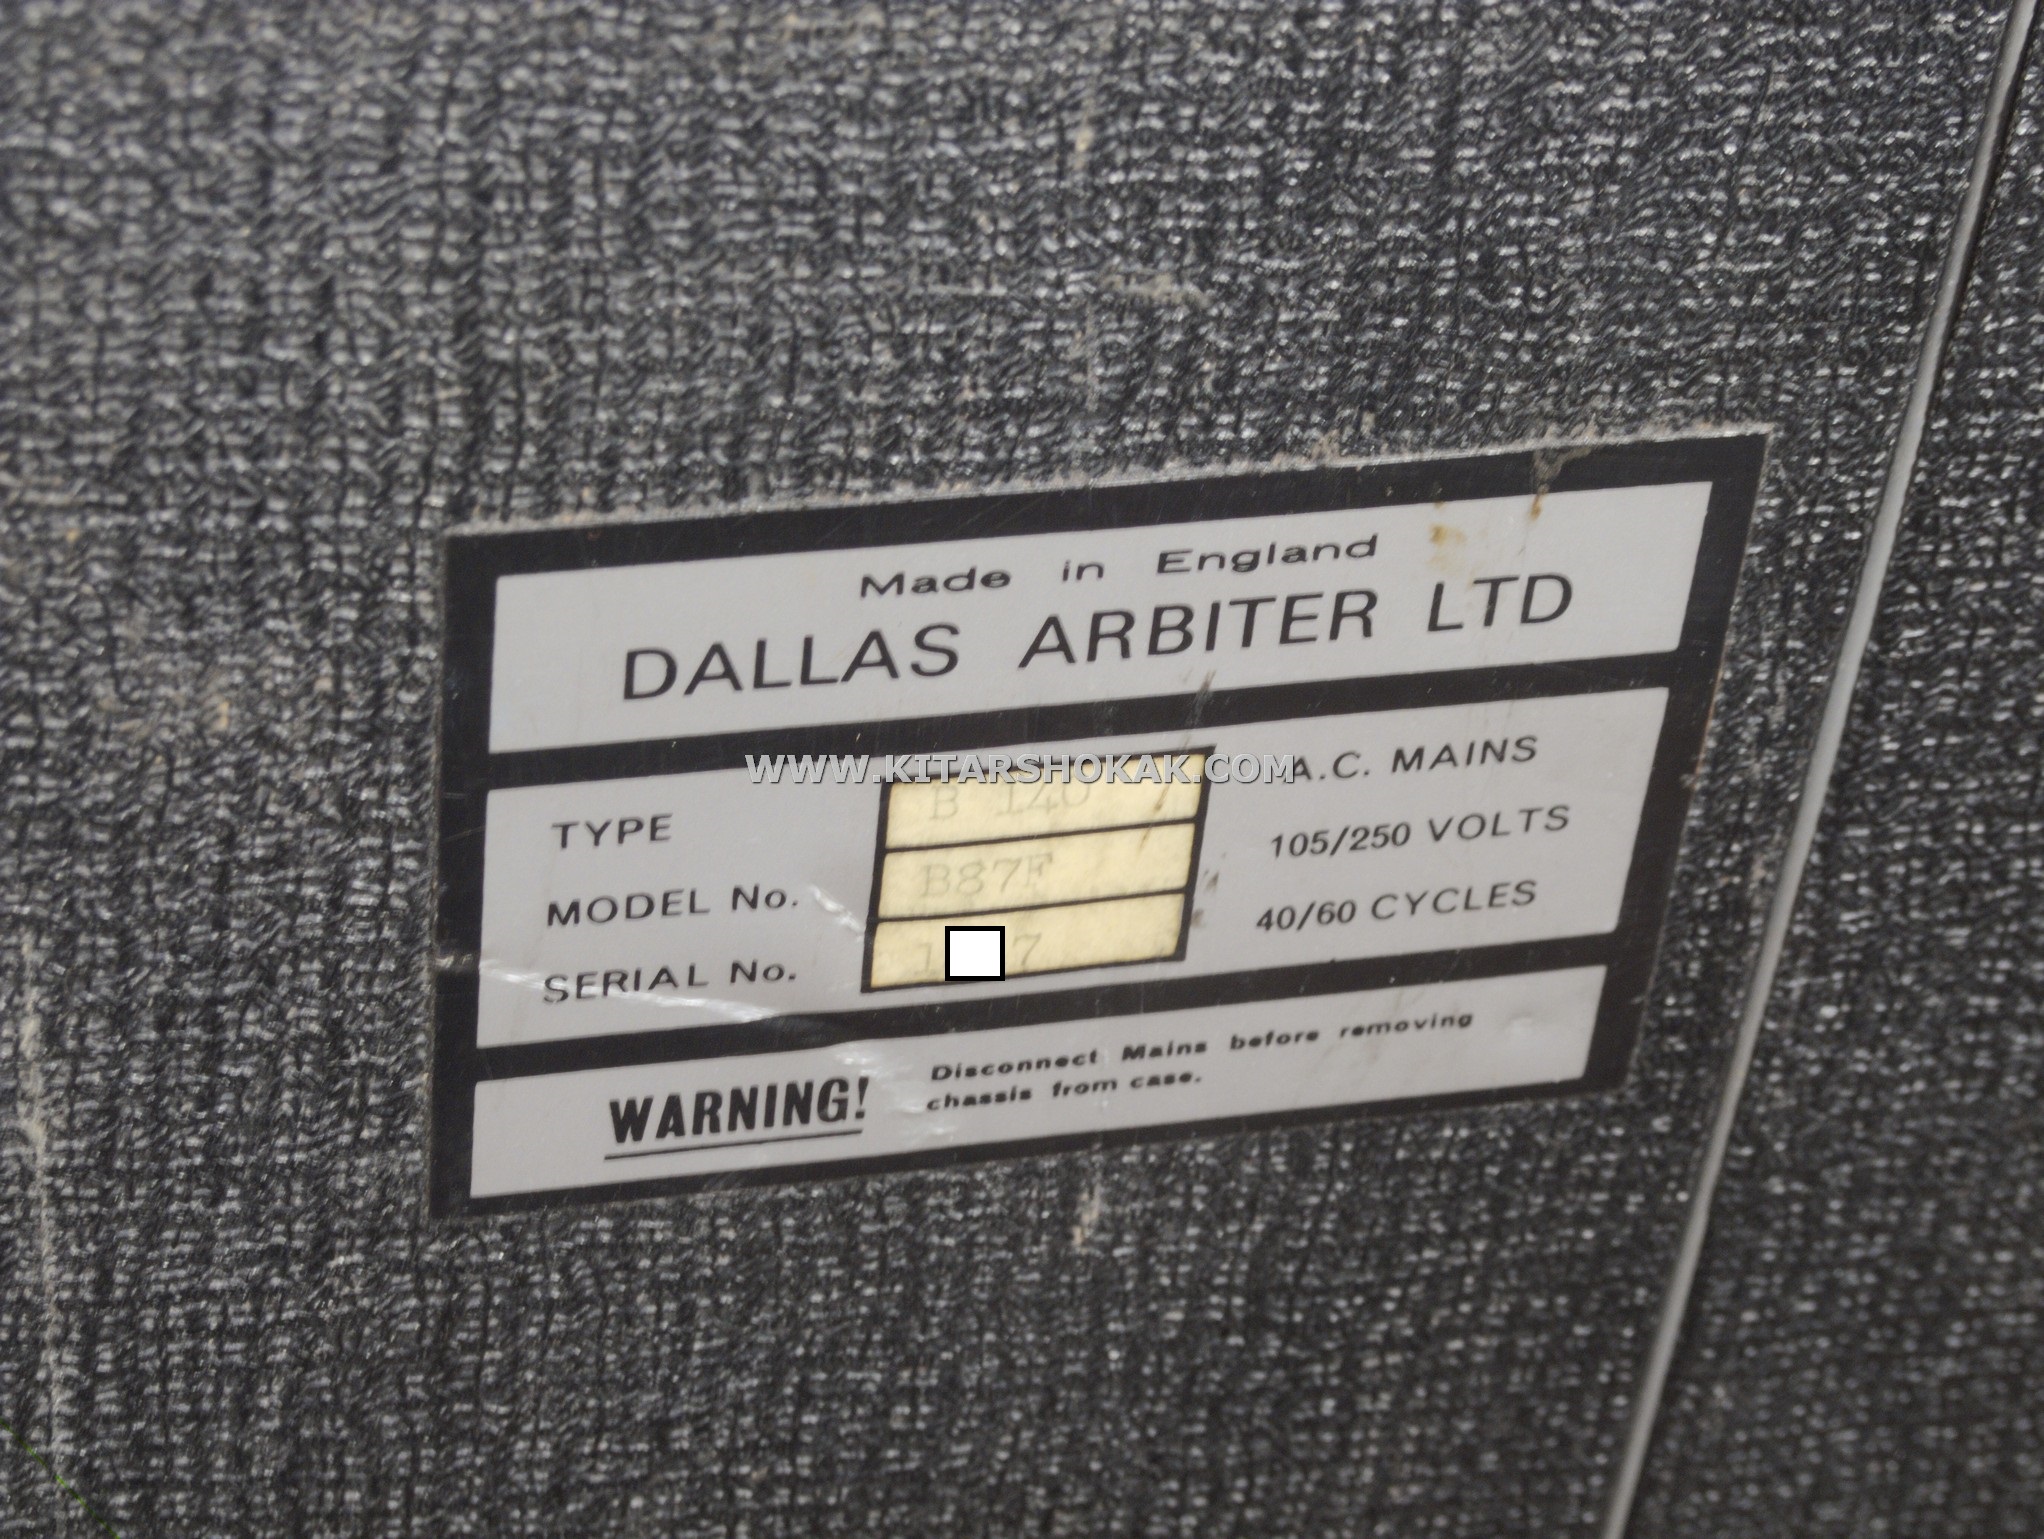 Made in England
DALLAS ARBITER LTD
WWW.KITARSHOKAK.COM
TYPE B 140 A.C. MAINS
MODEL No. B87F 105/250 VOLTS
SERIAL No. 40/60 CYCLES
WARNING! Disconnect Mains before removing
chassis from case.